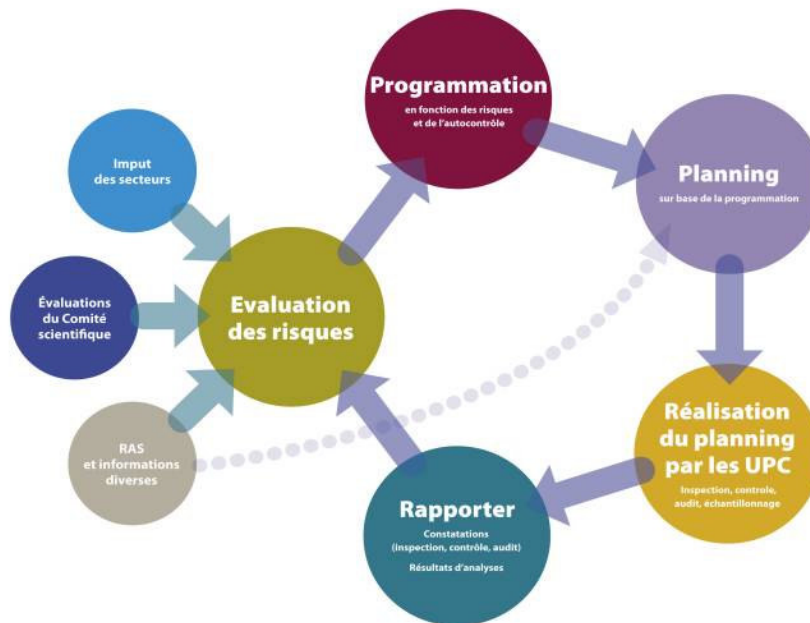 Programmation
en fonction des risques
et de l'autocontrôle
Planning
sur base de la programmation
Imput
des secteurs
Évaluations
du Comité
scientifique
Evaluation
des risques
RAS
et informations
diverses
Réalisation
du planning
par les UPC
Inspection, controle,
audit, échantillonnage
Rapporter
Constatations
(Inspection, contrôle, audit)
Résultats d'analyses